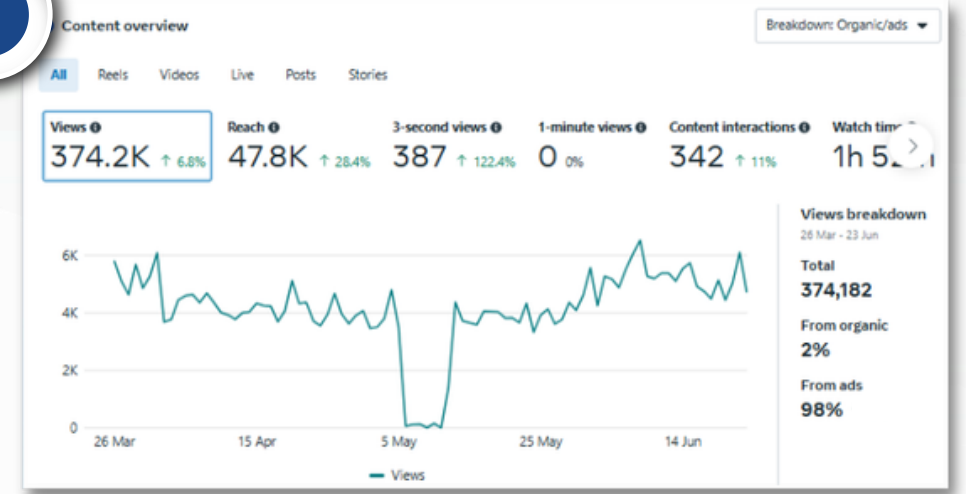 Content overview
Breakdown: Organic/ads
All Reels Videos Live Posts Stories
Views Reach 3-second views 1-minute views Content interactions Watch
374.2K ↑ 6.8% 47.8K ↑ 28.4% 387 ↑ 122.4% 0 0% 342 ↑ 11% 1h
Views breakdown
26 Mar - 23 Jun
Total
374,182
From organic
2%
From ads
98%
6K
4K
2K
0
26 Mar 15 Apr 5 May 25 May 14 Jun
Views